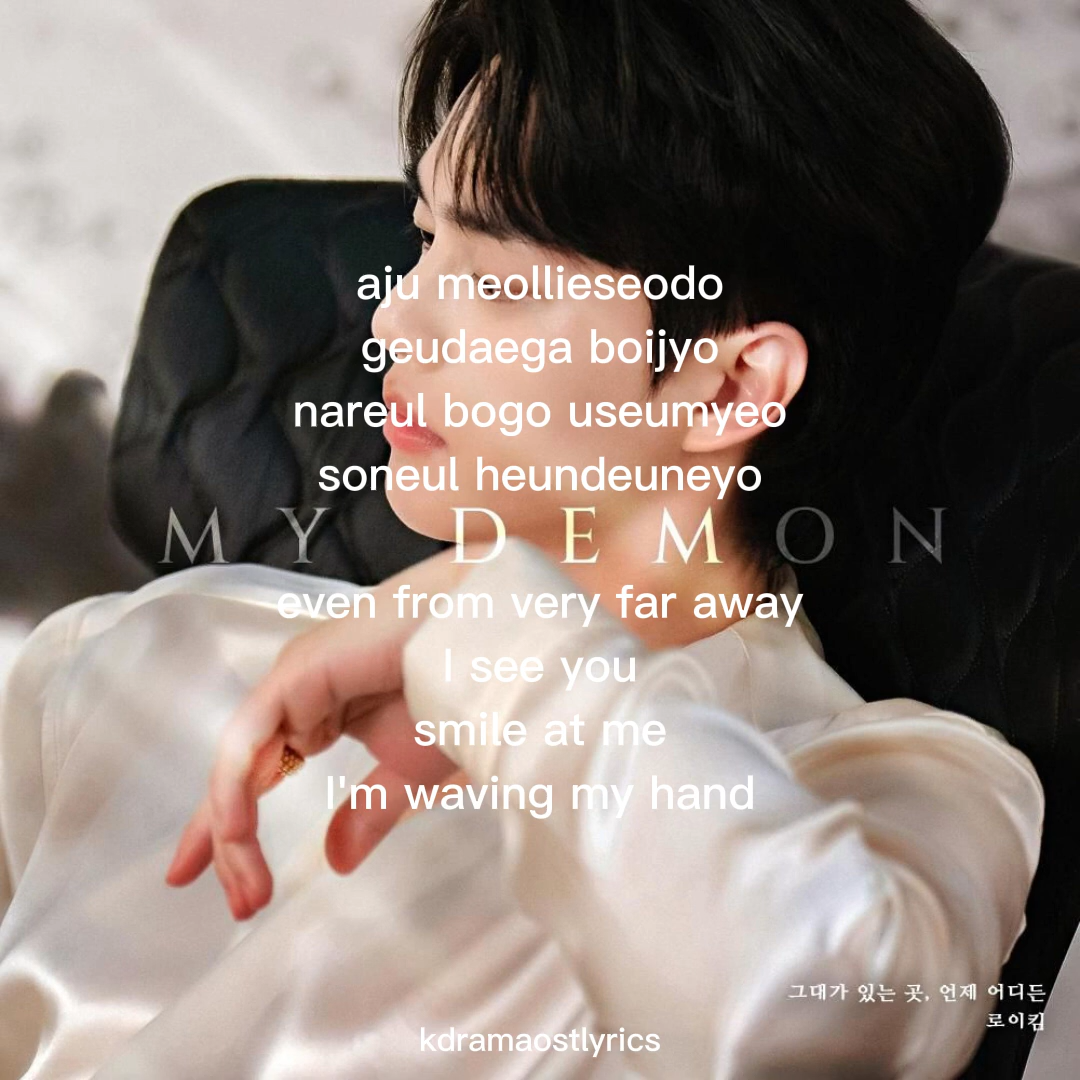 aju meollieseodo
geudaega boijyo
nareul bogo useumyeo
soneul heundeuneyo
MY DEMON
even from very far away
I see you
smile at me
I'm waving my hand
그대가 있는 곳, 언제 어디든
로이킴
kdramaostlyrics